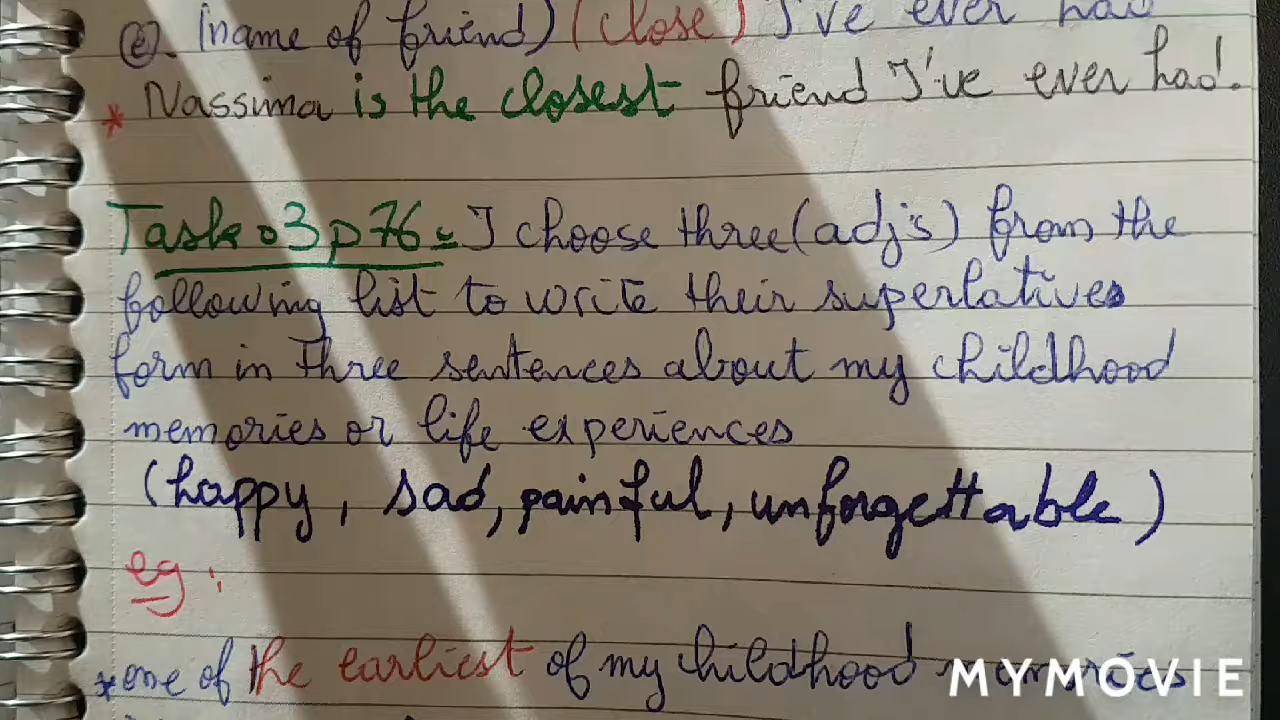 (e). (name of friend) (close) I've ever had
* Nassima is the closest friend I've ever had.
Task 03 p76 = I choose three (adj's) from the
following list to write their superlatives
form in three sentences about my childhood
memories or life experiences
(happy, sad, painful, unforgettable)
eg:
*one of the earliest of my childhood memories
MYMOVIE